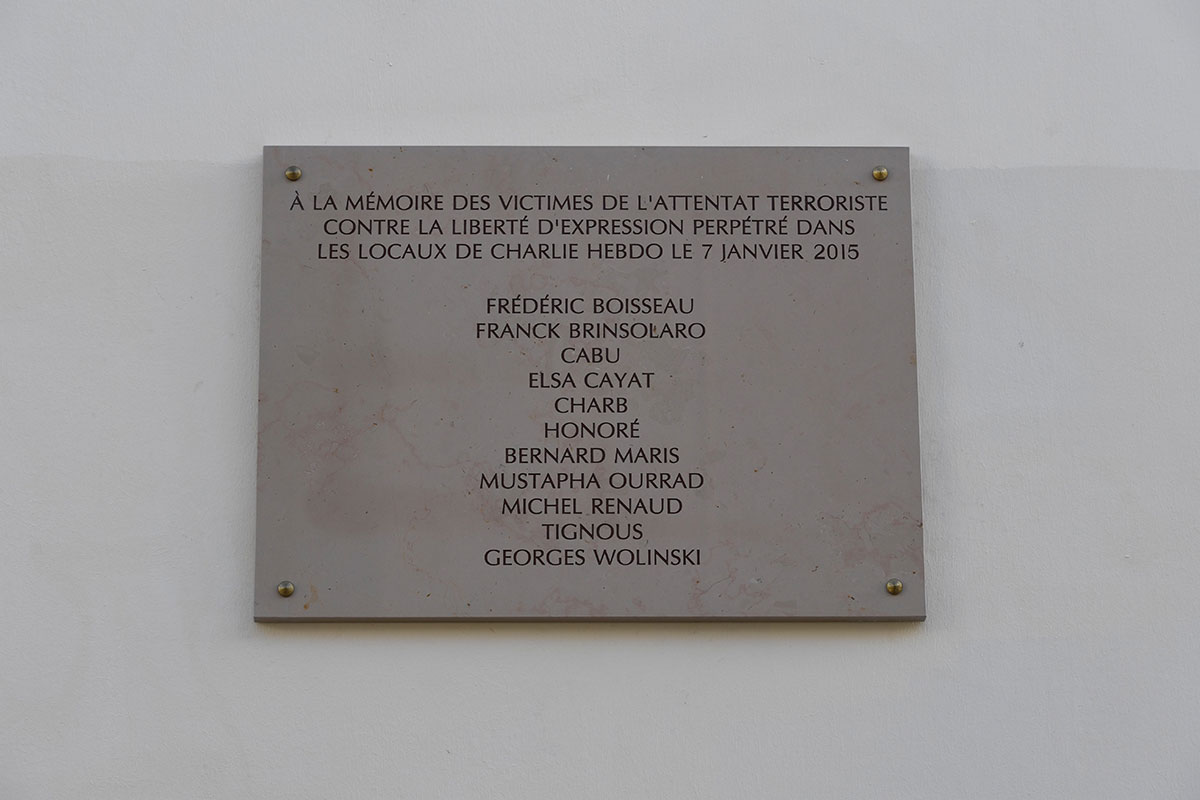 À LA MÉMOIRE DES VICTIMES DE L'ATTENTAT TERRORISTE
CONTRE LA LIBERTÉ D'EXPRESSION PERPÉTRÉ DANS
LES LOCAUX DE CHARLIE HEBDO LE 7 JANVIER 2015
FRÉDÉRIC BOISSEAU
FRANCK BRINSOLARO
CABU
ELSA CAYAT
CHARB
HONORÉ
BERNARD MARIS
MUSTAPHA OURRAD
MICHEL RENAUD
TIGNOUS
GEORGES WOLINSKI